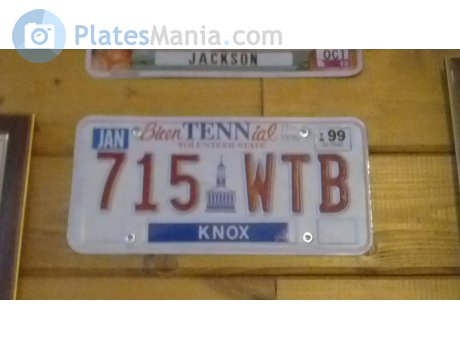 PlatesMania.com
OCT
JACKSON
JAN
BicenTENNial
99
VOLUNTEER STATE
715 WTB
KNOX